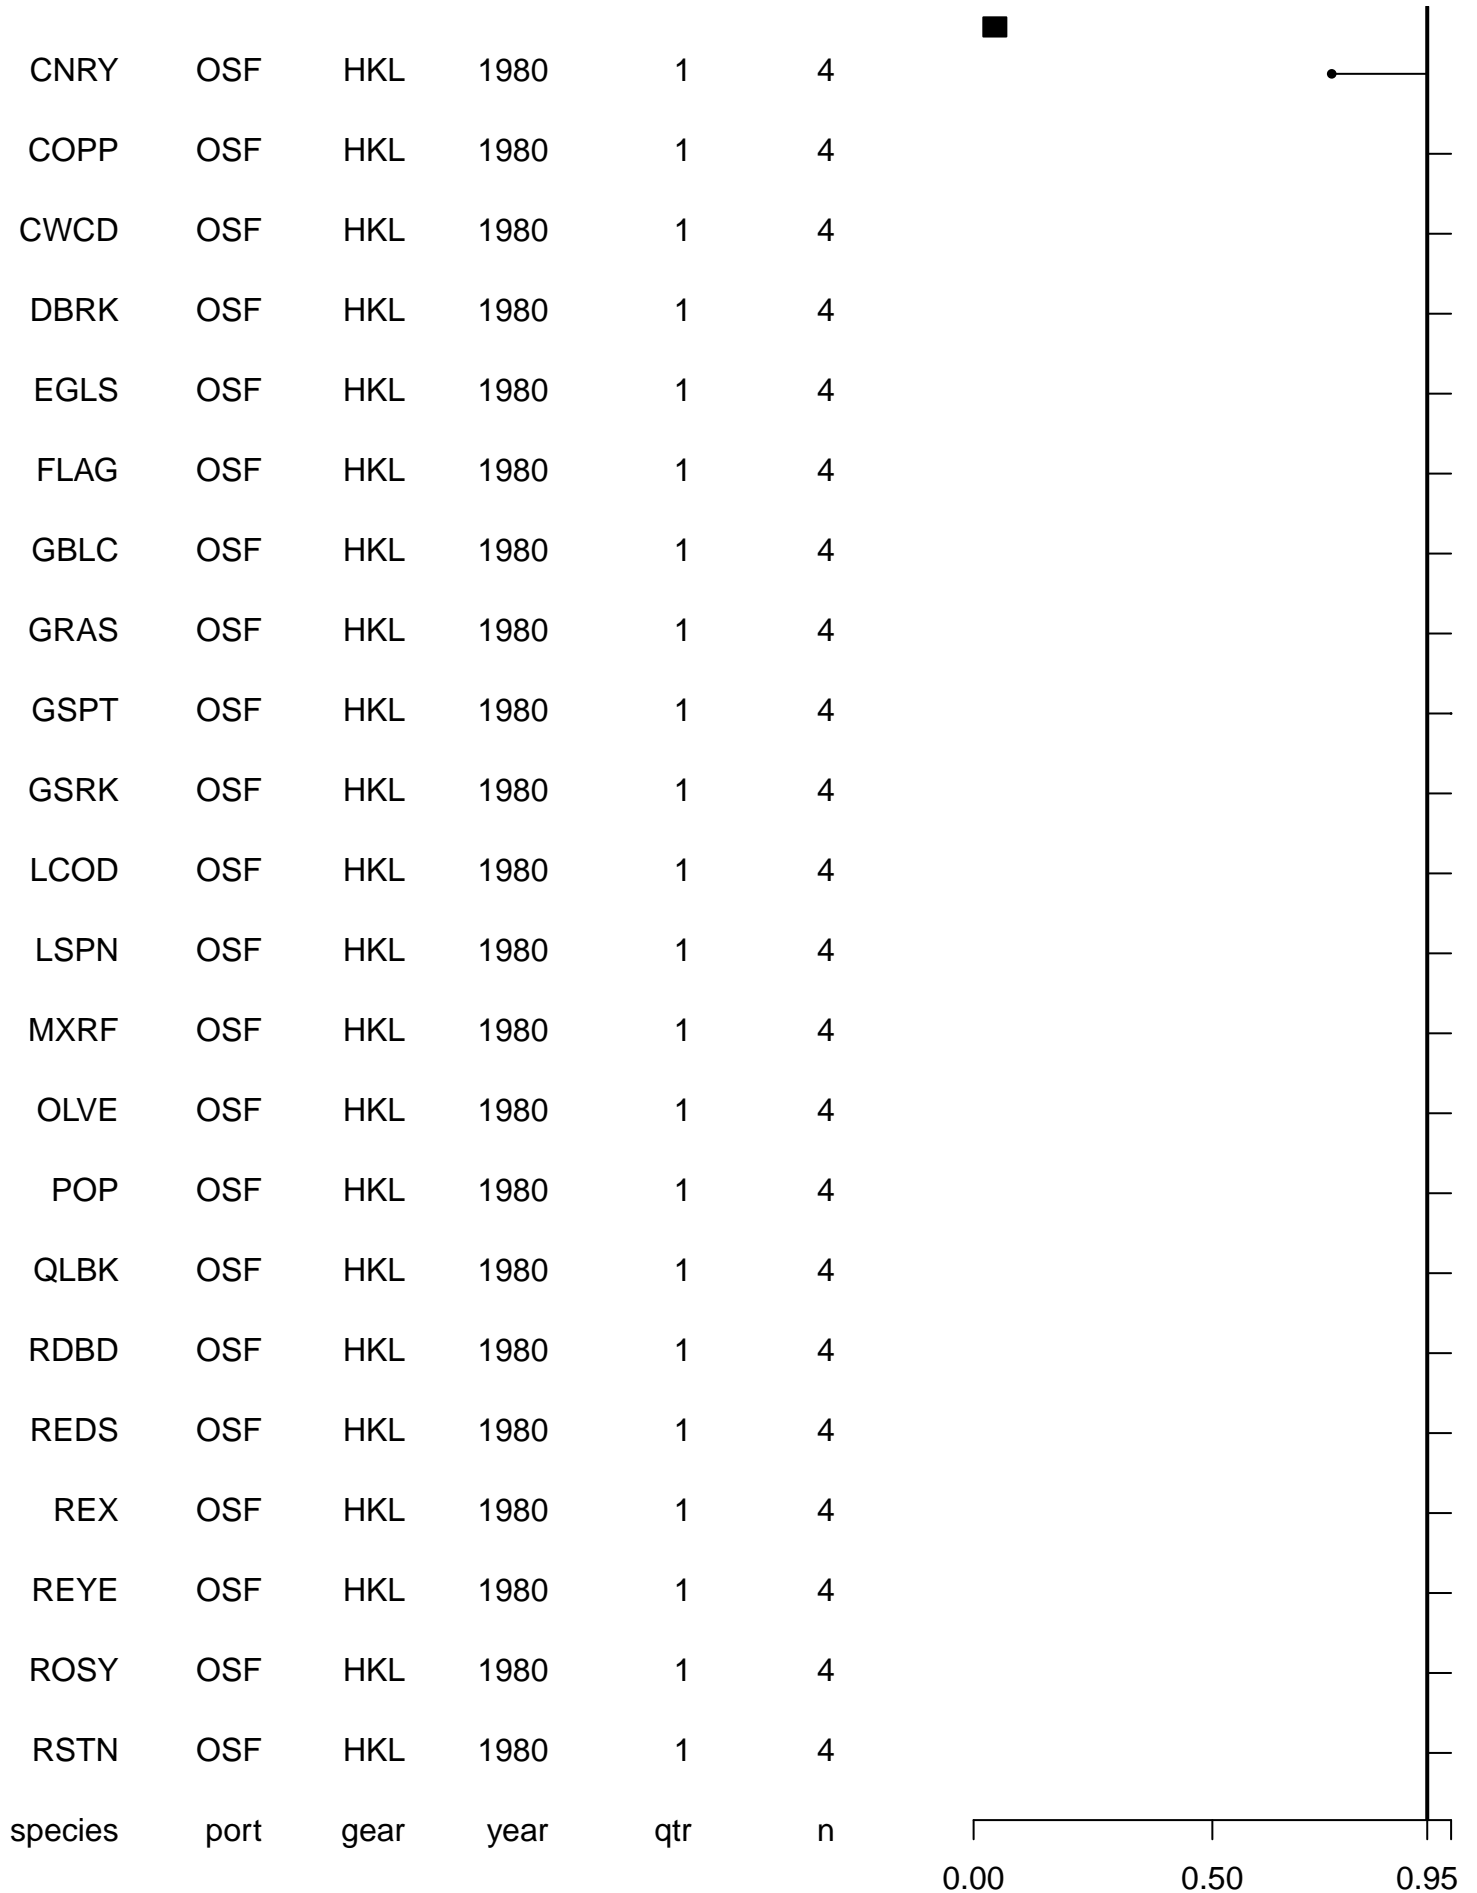 CNRY OSF HKL 1980 1 4
COPP OSF HKL 1980 1 4
CWCD OSF HKL 1980 1 4
DBRK OSF HKL 1980 1 4
EGLS OSF HKL 1980 1 4
FLAG OSF HKL 1980 1 4
GBLC OSF HKL 1980 1 4
GRAS OSF HKL 1980 1 4
GSPT OSF HKL 1980 1 4
GSRK OSF HKL 1980 1 4
LCOD OSF HKL 1980 1 4
LSPN OSF HKL 1980 1 4
MXRF OSF HKL 1980 1 4
OLVE OSF HKL 1980 1 4
POP OSF HKL 1980 1 4
QLBK OSF HKL 1980 1 4
RDBD OSF HKL 1980 1 4
REDS OSF HKL 1980 1 4
REX OSF HKL 1980 1 4
REYE OSF HKL 1980 1 4
ROSY OSF HKL 1980 1 4
RSTN OSF HKL 1980 1 4
species port gear year qtr n
0.00 0.50 0.95